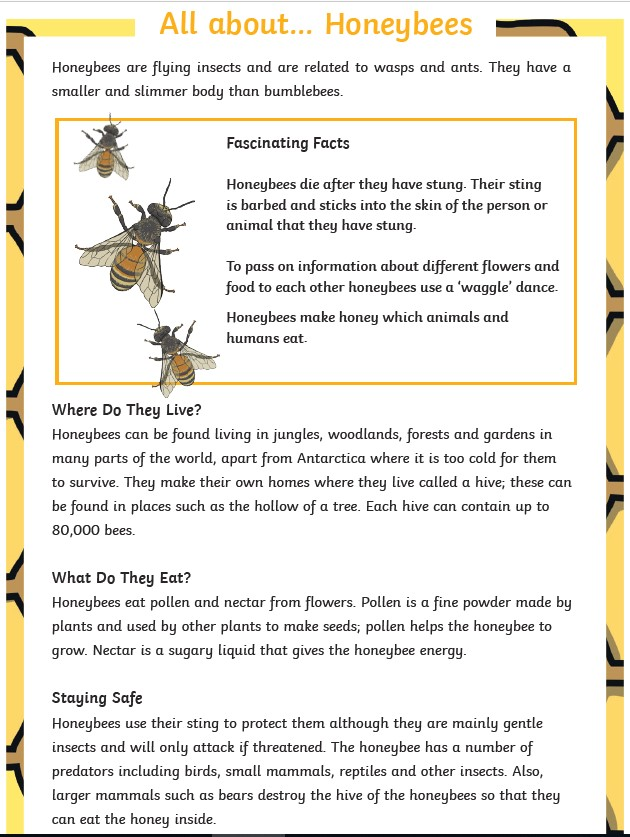 All about... Honeybees
Honeybees are flying insects and are related to wasps and ants. They have a
smaller and slimmer body than bumblebees.
Fascinating Facts
Honeybees die after they have stung. Their sting
is barbed and sticks into the skin of the person or
animal that they have stung.
To pass on information about different flowers and
food to each other honeybees use a ‘waggle’ dance.
Honeybees make honey which animals and
humans eat.
Where Do They Live?
Honeybees can be found living in jungles, woodlands, forests and gardens in
many parts of the world, apart from Antarctica where it is too cold for them
to survive. They make their own homes where they live called a hive; these can
be found in places such as the hollow of a tree. Each hive can contain up to
80,000 bees.
What Do They Eat?
Honeybees eat pollen and nectar from flowers. Pollen is a fine powder made by
plants and used by other plants to make seeds; pollen helps the honeybee to
grow. Nectar is a sugary liquid that gives the honeybee energy.
Staying Safe
Honeybees use their sting to protect them although they are mainly gentle
insects and will only attack if threatened. The honeybee has a number of
predators including birds, small mammals, reptiles and other insects. Also,
larger mammals such as bears destroy the hive of the honeybees so that they
can eat the honey inside.